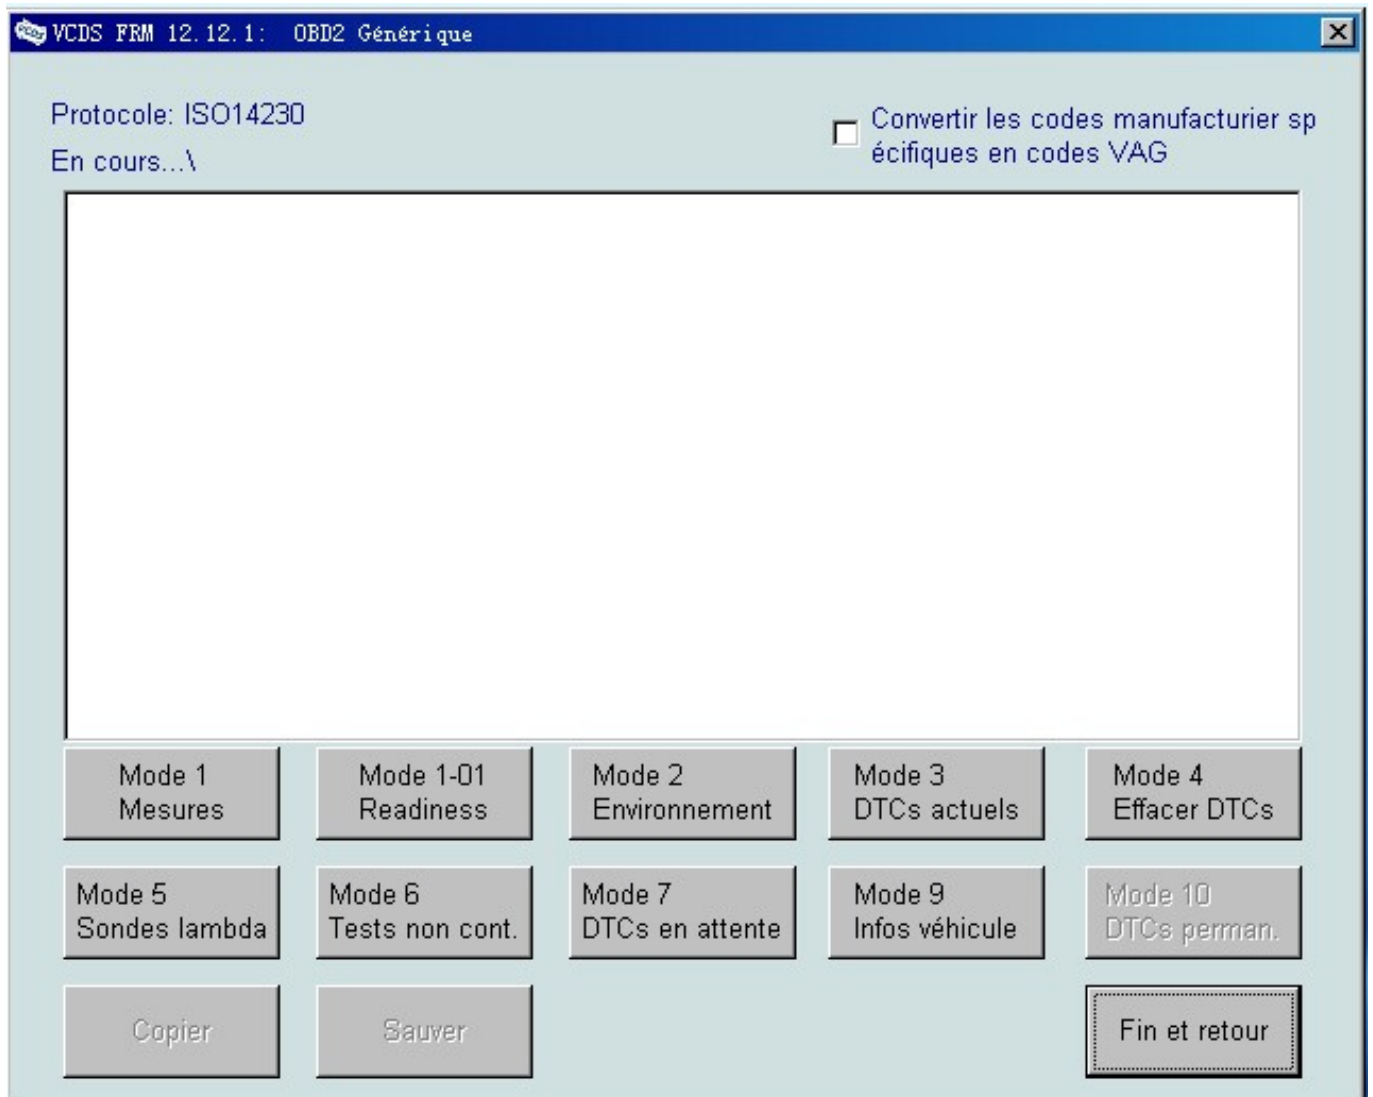 VCDS FRM 12.12.1: OBD2 Générique
Protocole: ISO14230
Convertir les codes manufacturier sp
écifiques en codes VAG
En cours...\
Mode 1
Mesures
Mode 1-01
Readiness
Mode 2
Environnement
Mode 3
DTCs actuels
Mode 4
Effacer DTCs
Mode 5
Sondes lambda
Mode 6
Tests non cont.
Mode 7
DTCs en attente
Mode 9
Infos véhicule
Mode 10
DTCs perman.
Copier
Sauver
Fin et retour